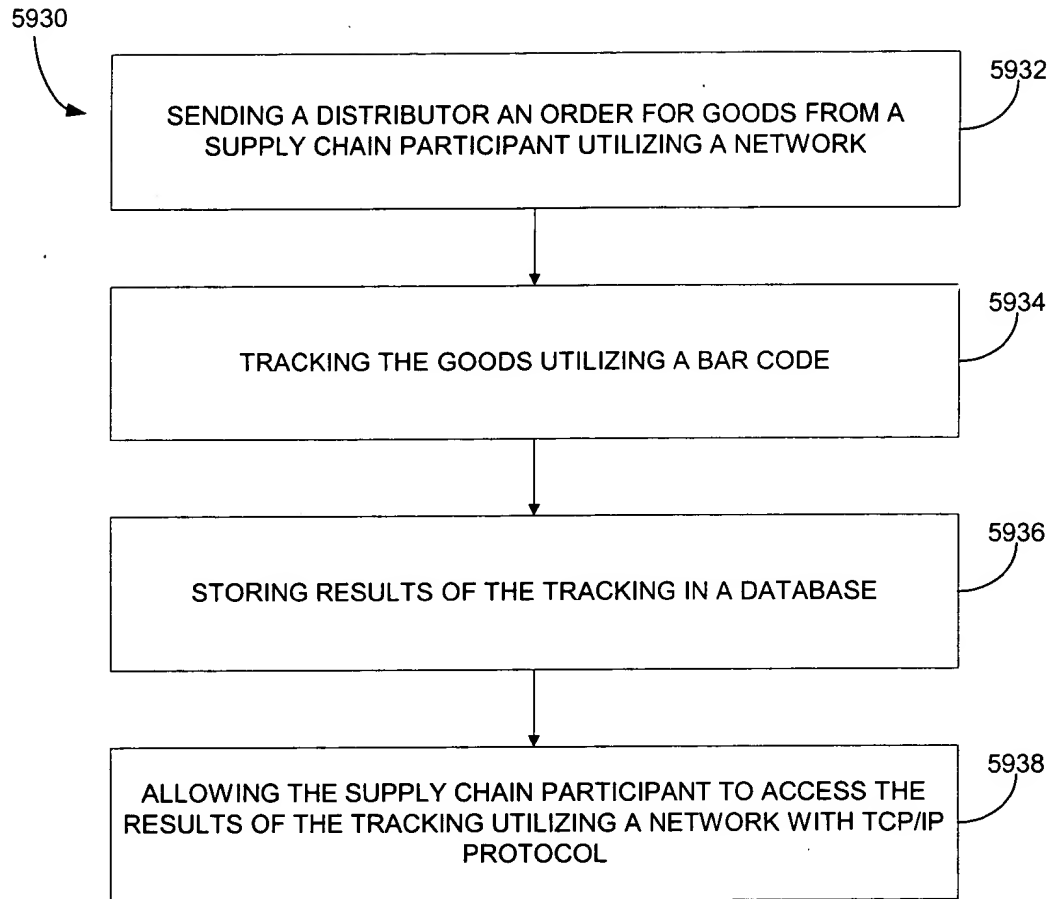 5930
5932
SENDING A DISTRIBUTOR AN ORDER FOR GOODS FROM A
SUPPLY CHAIN PARTICIPANT UTILIZING A NETWORK
5934
TRACKING THE GOODS UTILIZING A BAR CODE
5936
STORING RESULTS OF THE TRACKING IN A DATABASE
5938
ALLOWING THE SUPPLY CHAIN PARTICIPANT TO ACCESS THE
RESULTS OF THE TRACKING UTILIZING A NETWORK WITH TCP/IP
PROTOCOL